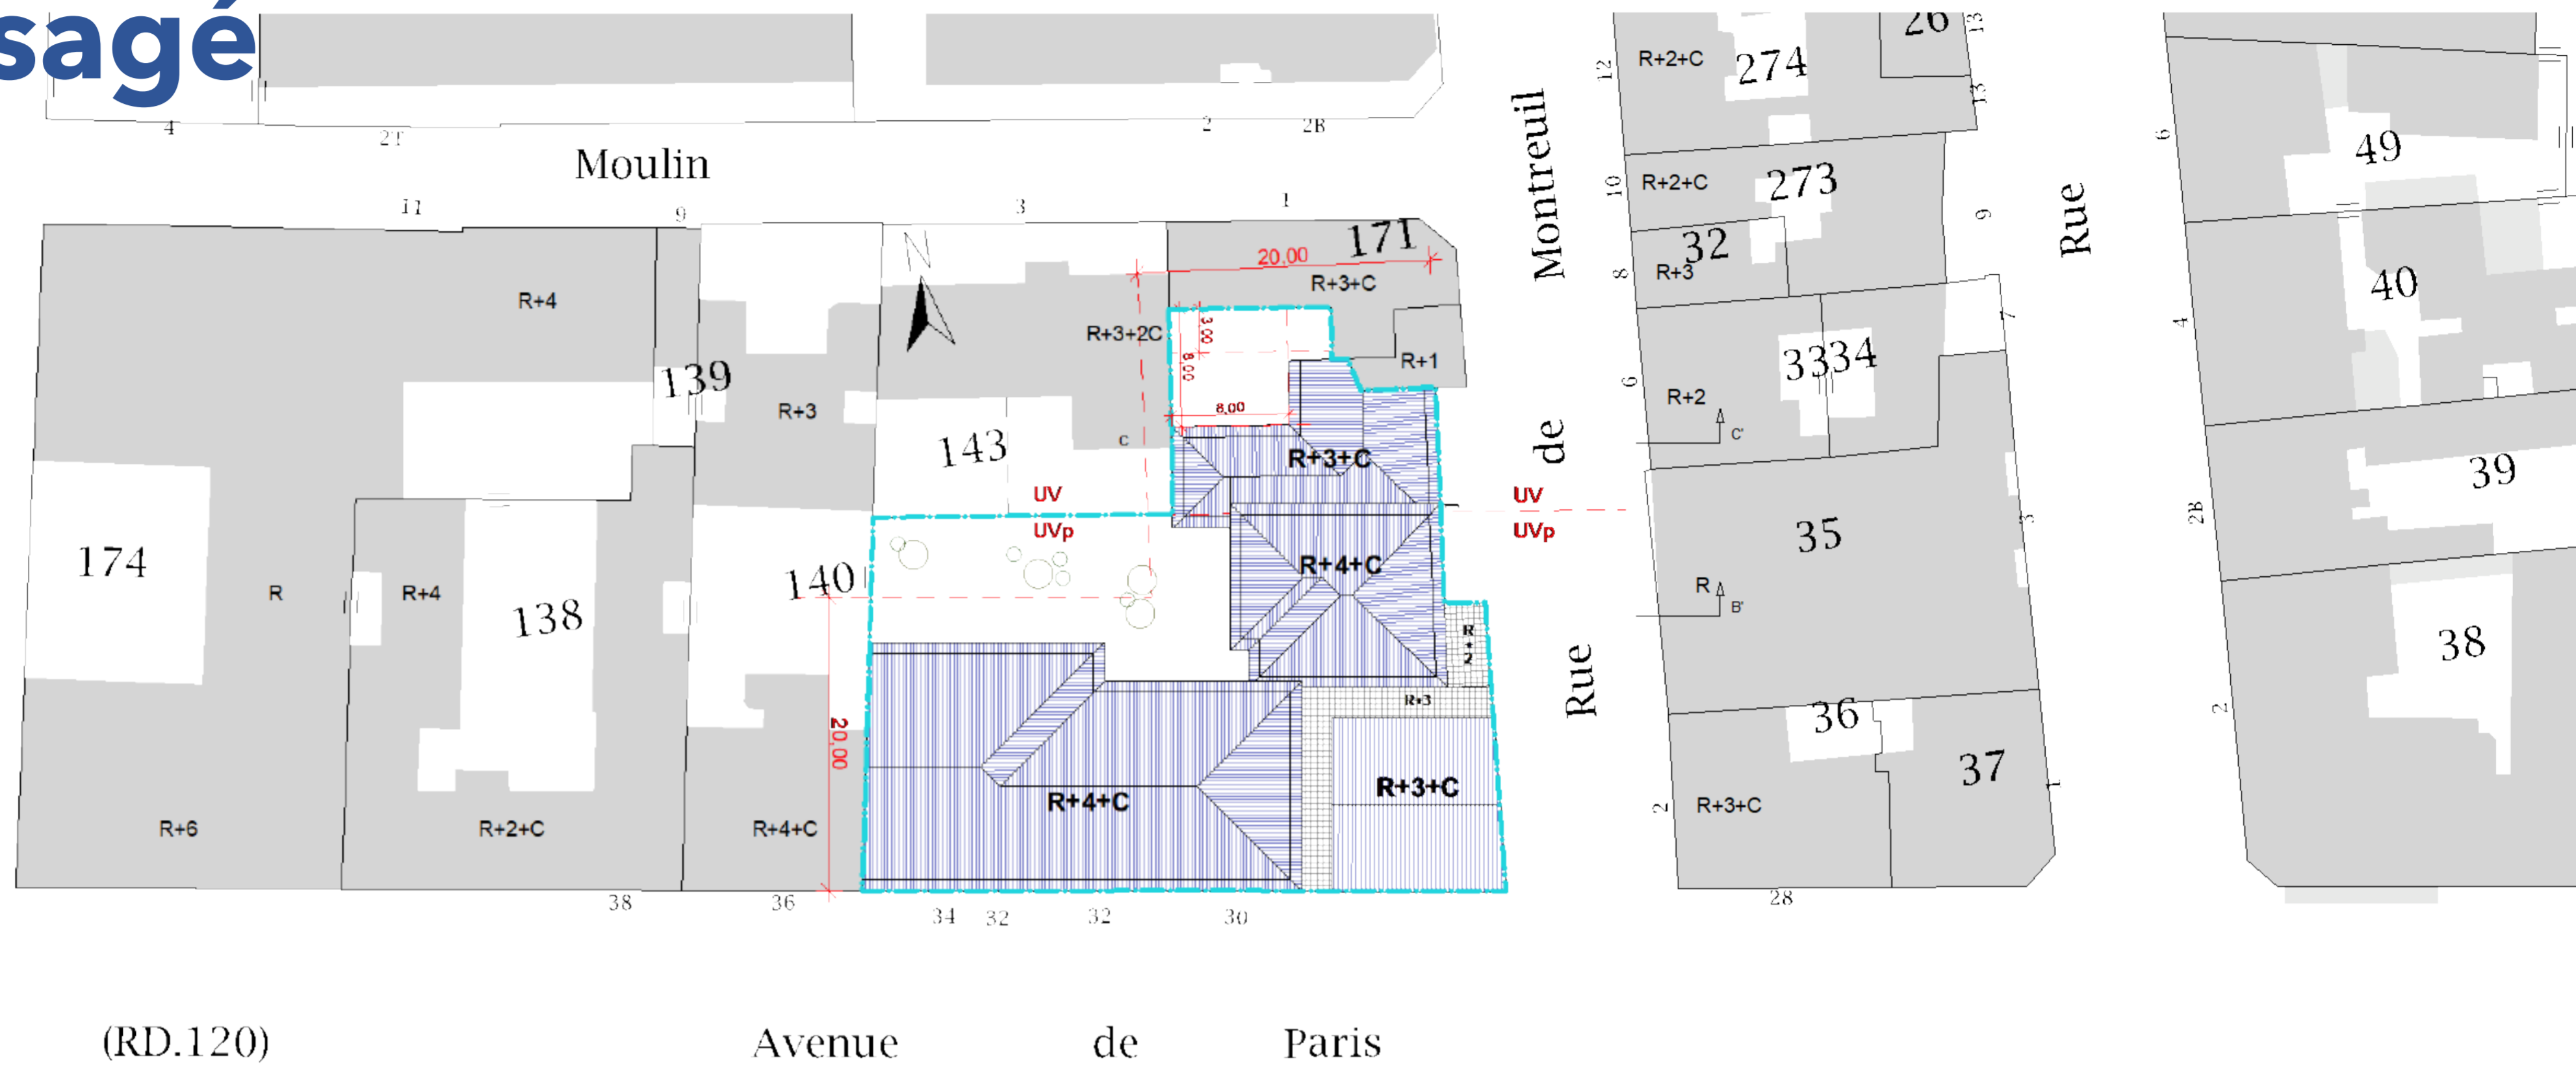 sagé
4
2T
2
2B
Moulin
11
9
3
1
171
20,00
R+3+C
R+4
139
R+3
N
R+3+2C
3,00
8,00
8,00
R+1
143
c
R+3+C
UV
UVp
UV
UVp
174
R
R+4
138
140
R+4+C
R+2
R+3
20,00
R+4+C
R+3+C
R+6
R+2+C
R+4+C
38
36
34
32
32
30
Rue de Montreuil
12
R+2+C
274
26
13
13
10
R+2+C
273
9
32
8
R+3
7
33
34
6
R+2
C'
35
3
R
B'
36
37
1
2
R+3+C
28
Rue
6
49
4
40
39
2B
38
2
(RD.120)
Avenue de Paris